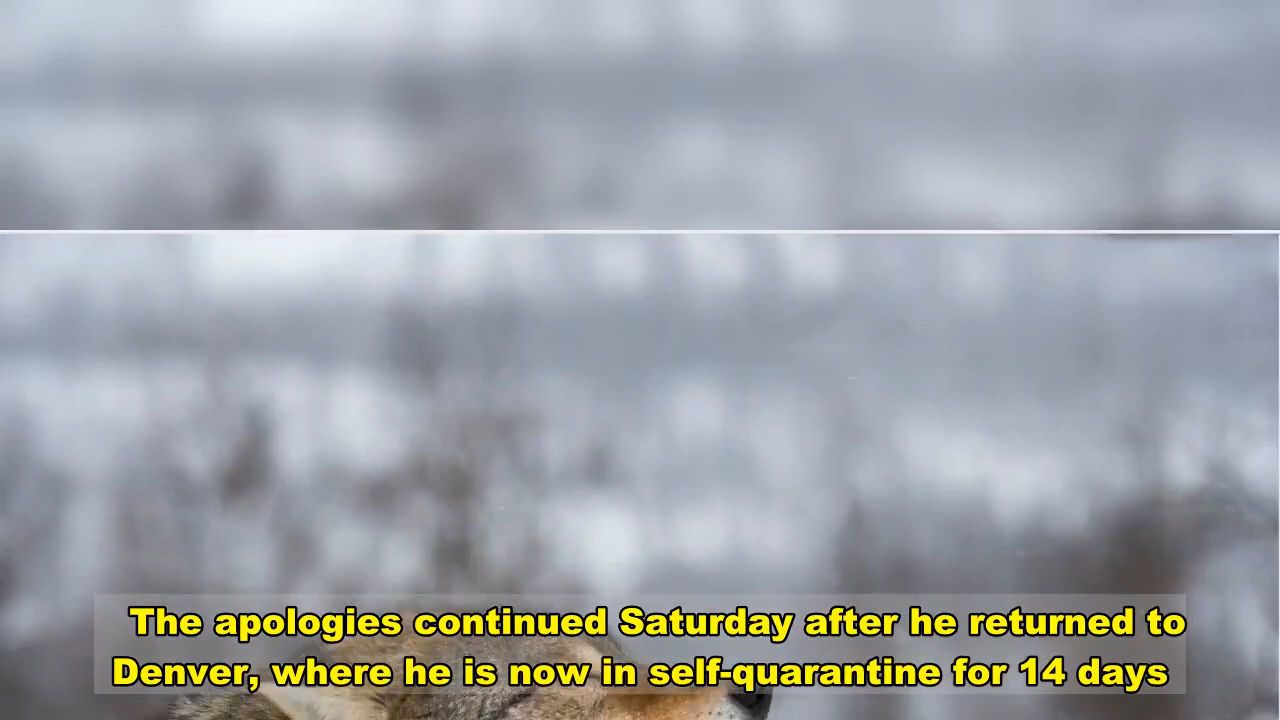 The apologies continued Saturday after he returned to
Denver, where he is now in self-quarantine for 14 days